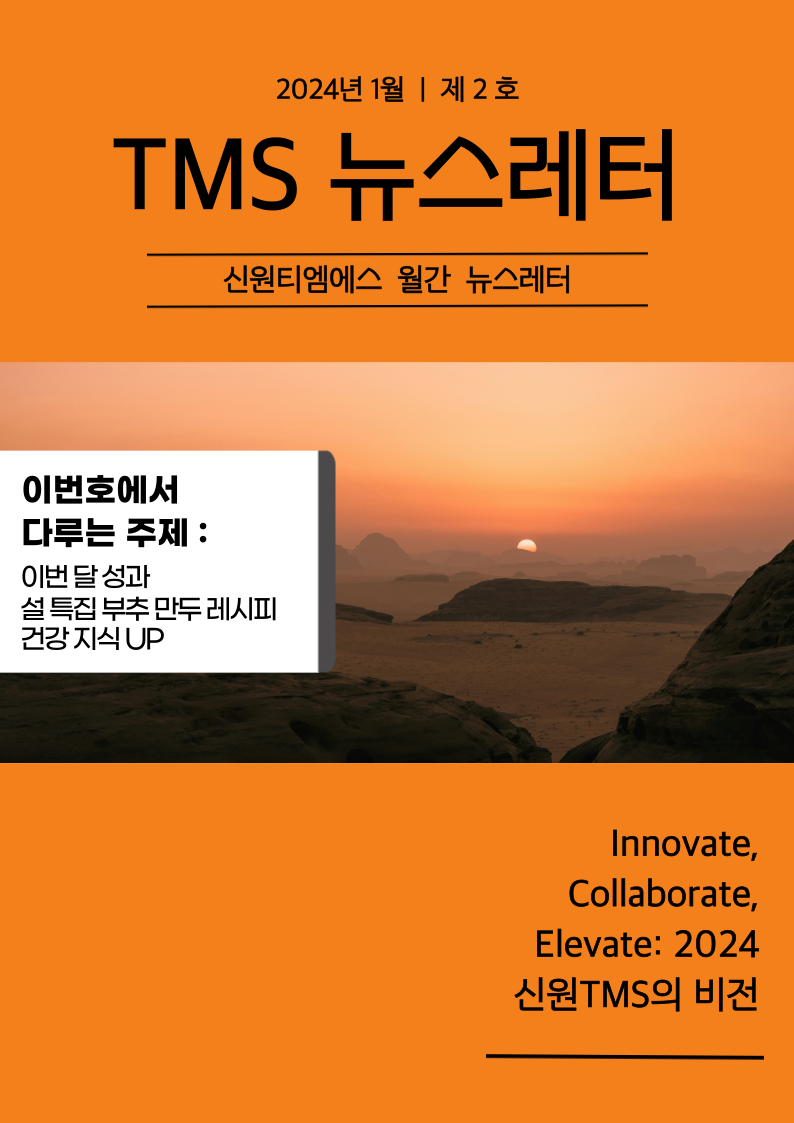 2024년 1월 | 제 2 호
TMS 뉴스레터
신원티엠에스 월간 뉴스레터
이번호에서
다루는 주제 :
이번 달 성과
설 특집 부추 만두 레시피
건강 지식 UP
Innovate,
Collaborate,
Elevate: 2024
신원TMS의 비전